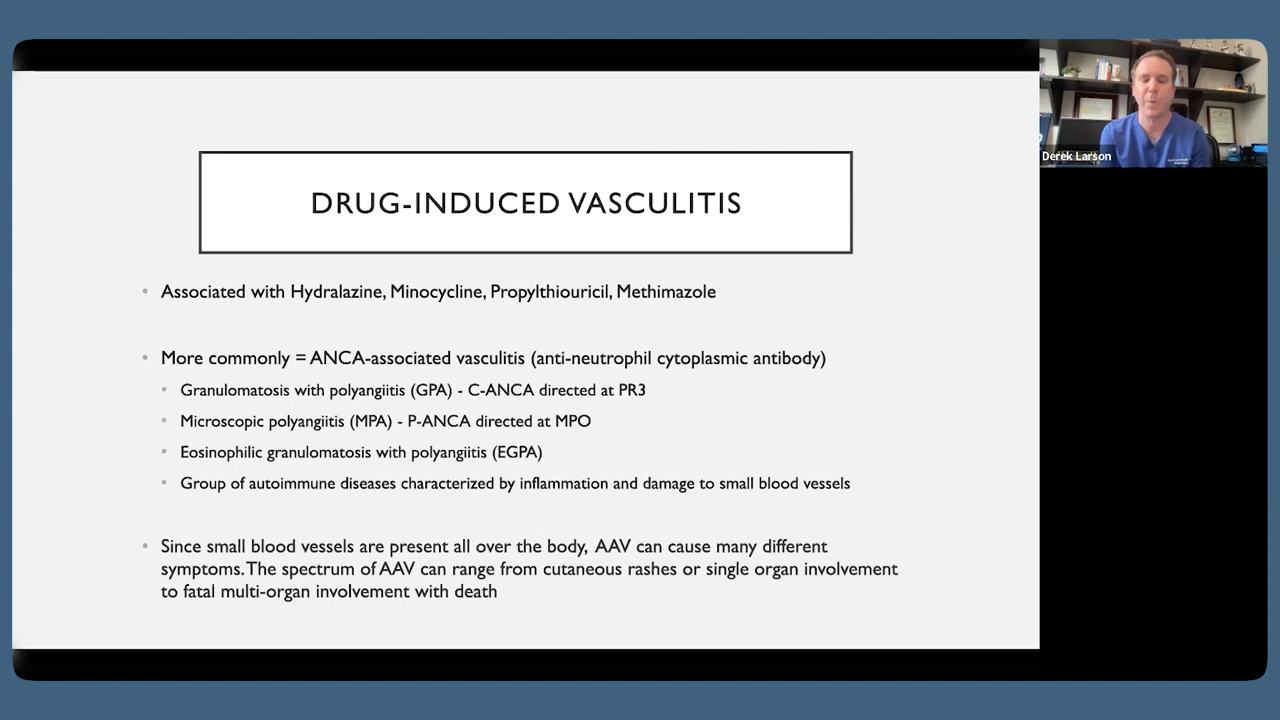 DRUG-INDUCED VASCULITIS
• Associated with Hydralazine, Minocycline, Propylthiouricil, Methimazole
• More commonly = ANCA-associated vasculitis (anti-neutrophil cytoplasmic antibody)
• Granulomatosis with polyangiitis (GPA) - C-ANCA directed at PR3
• Microscopic polyangiitis (MPA) - P-ANCA directed at MPO
• Eosinophilic granulomatosis with polyangiitis (EGPA)
• Group of autoimmune diseases characterized by inflammation and damage to small blood vessels
• Since small blood vessels are present all over the body, AAV can cause many different
symptoms. The spectrum of AAV can range from cutaneous rashes or single organ involvement
to fatal multi-organ involvement with death
Derek Larson